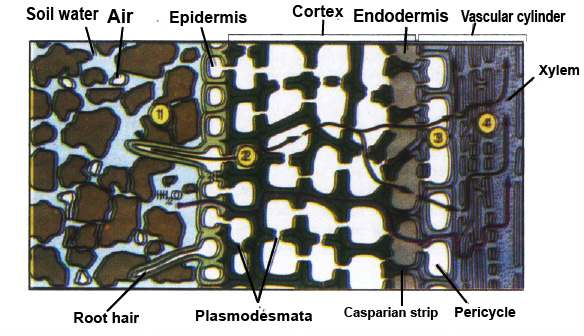 Soil water Air Epidermis Cortex Endodermis Vascular cylinder
Xylem
1
2
3
4
H₂O
Root hair Plasmodesmata Casparian strip Pericycle